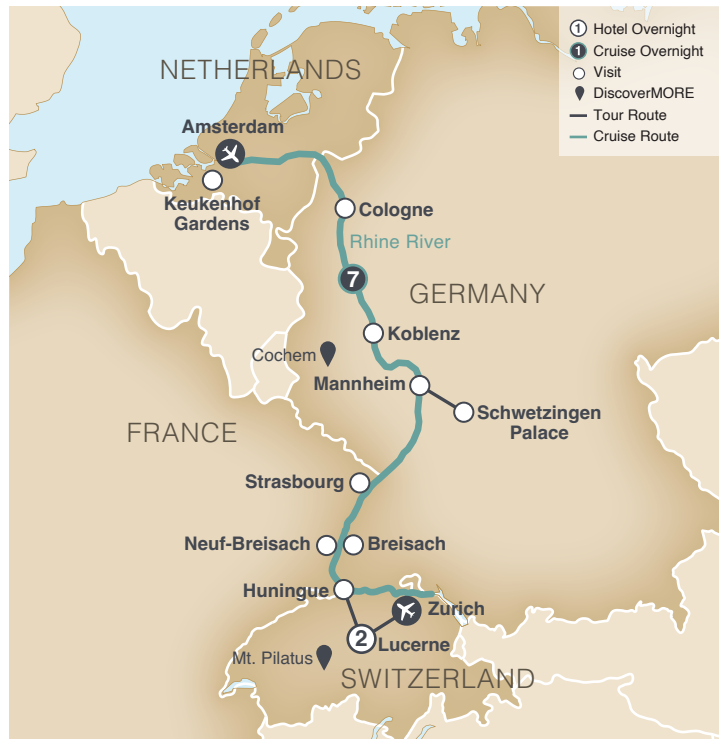 1 Hotel Overnight
1 Cruise Overnight
Visit
DiscoverMORE
Tour Route
Cruise Route
NETHERLANDS
Amsterdam
Keukenhof
Gardens
Cologne
Rhine River
7
GERMANY
Koblenz
Cochem
Mannheim
Schwetzingen
Palace
FRANCE
Strasbourg
Neuf-Breisach
Breisach
Huningue
Zurich
2
Lucerne
Mt. Pilatus
SWITZERLAND